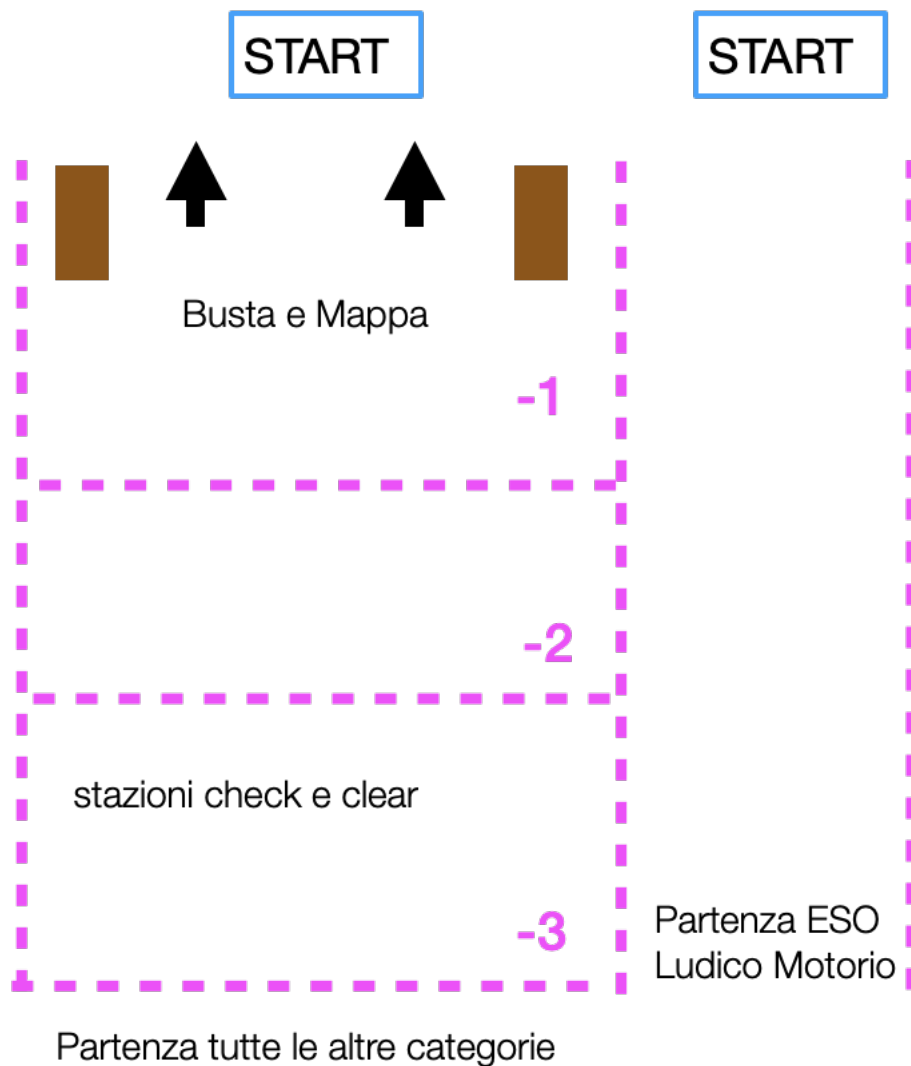 START
START
Busta e Mappa
-1
-2
stazioni check e clear
-3
Partenza ESO
Ludico Motorio
Partenza tutte le altre categorie